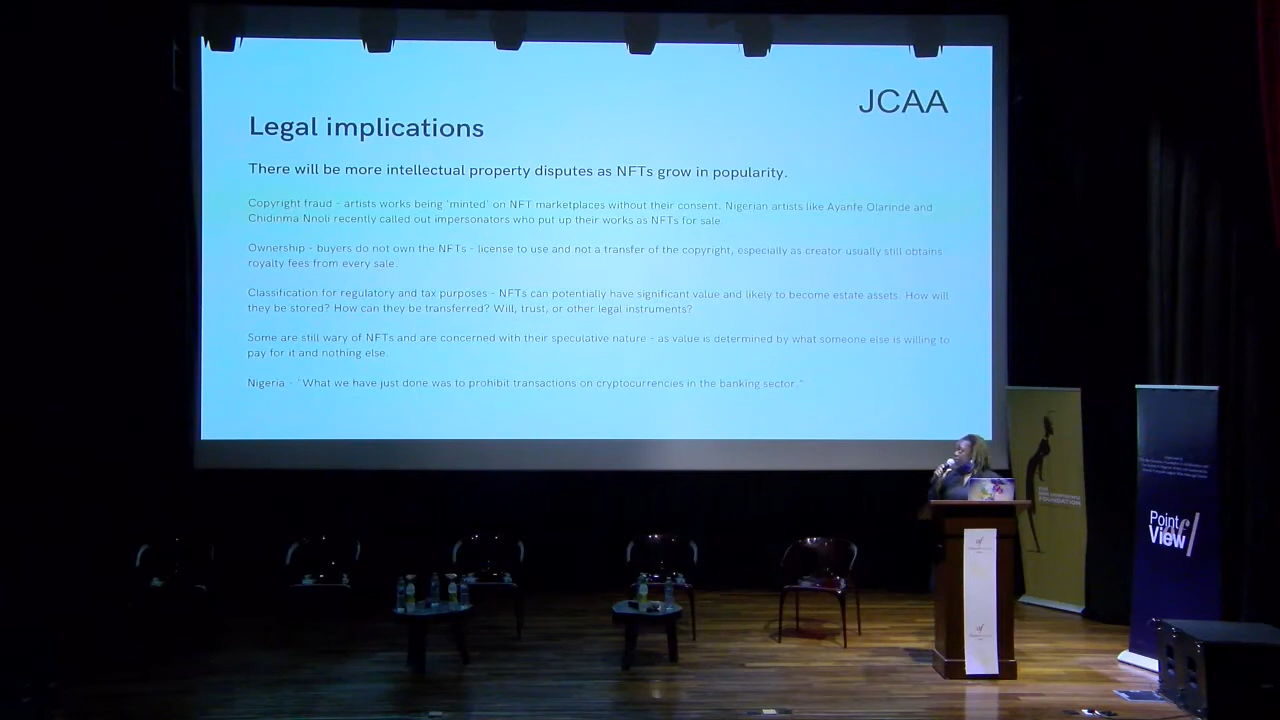 JCAA
Legal implications
There will be more intellectual property disputes as NFTs grow in popularity.
Copyright fraud - artists works being 'minted' on NFT marketplaces without their consent. Nigerian artists like Ayanfe Olarinde and
Chidinma Nnoli recently called out impersonators who put up their works as NFTs for sale.
Ownership - buyers do not own the NFTs - license to use and not a transfer of the copyright, especially as creator usually still obtains
royalty fees from every sale.
Classification for regulatory and tax purposes - NFTs can potentially have significant value and likely to become estate assets. How will
they be stored? How can they be transferred? Will, trust, or other legal instruments?
Some are still wary of NFTs and are concerned with their speculative nature - as value is determined by what someone else is willing to
pay for it and nothing else.
Nigeria - "What we have just done was to prohibit transactions on cryptocurrencies in the banking sector."
FOUNDATION
Point of
View
af
af